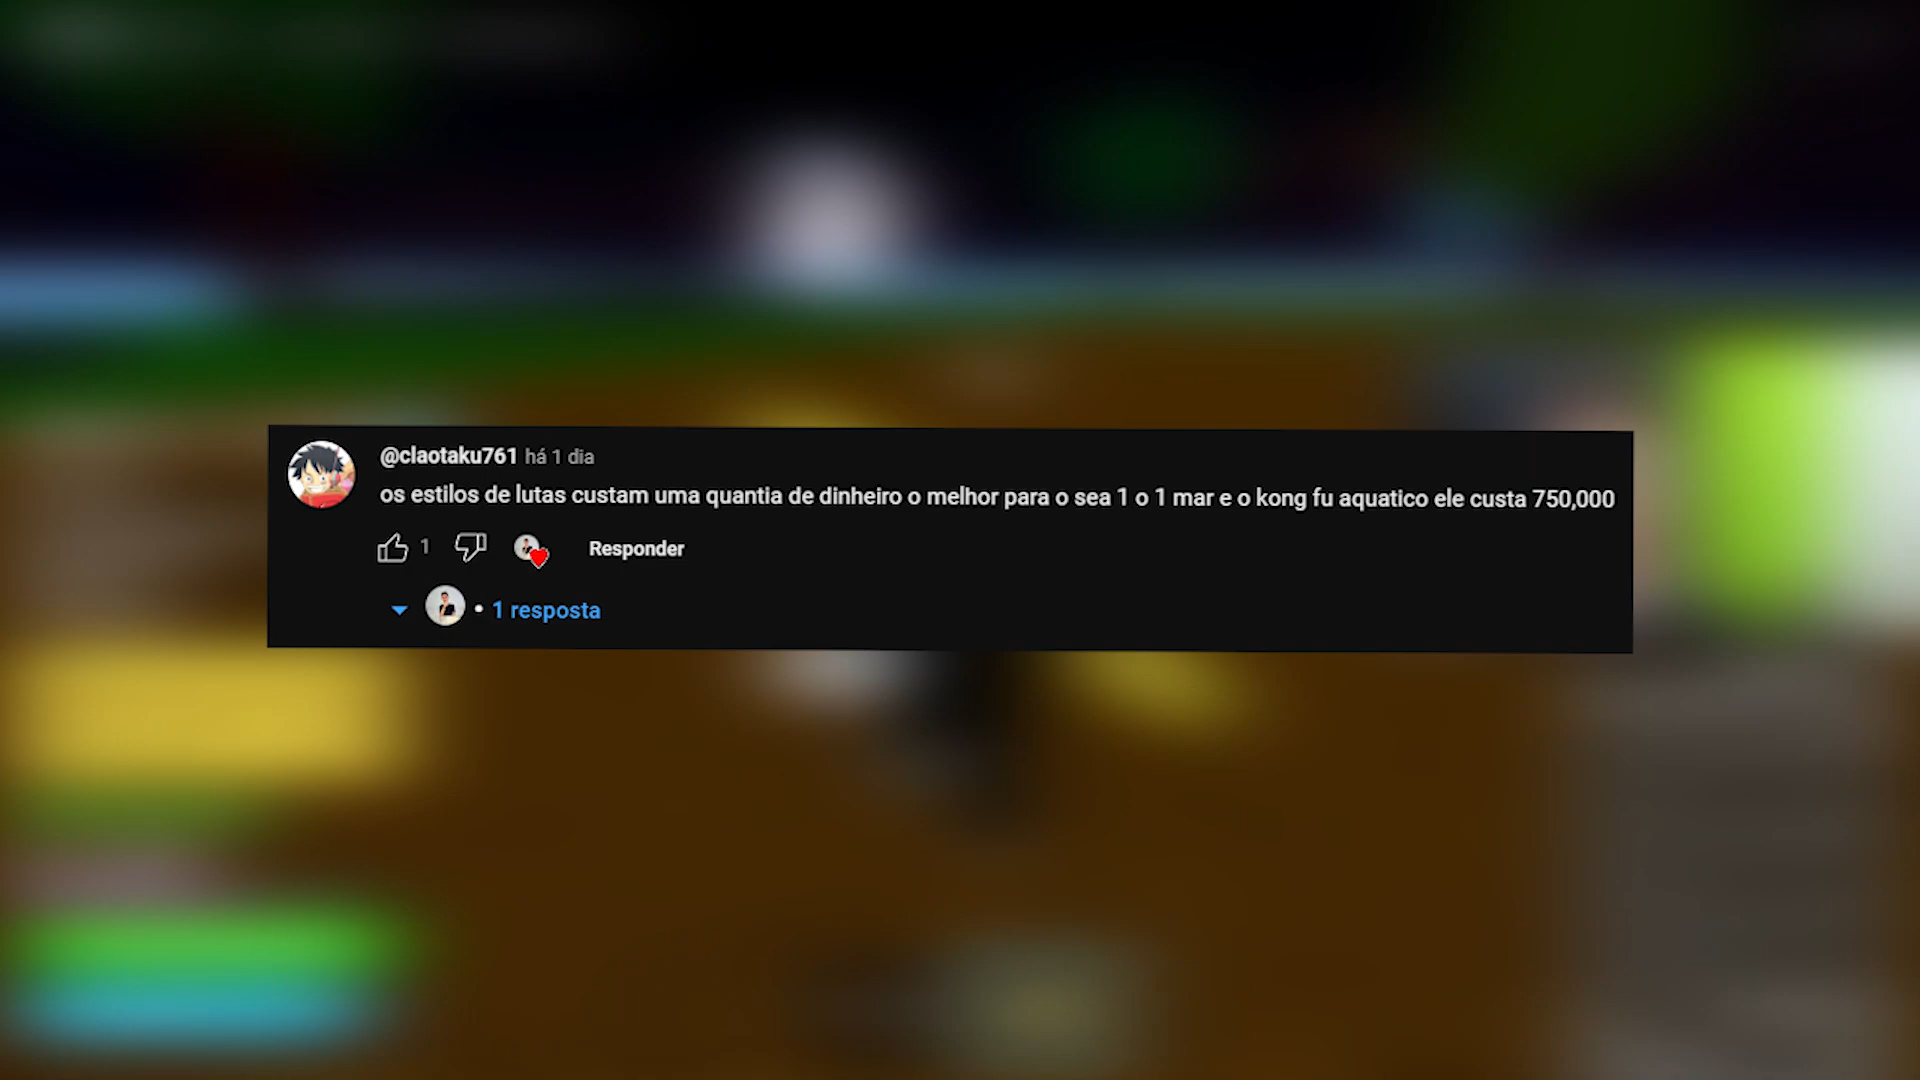 @claotaku761 há 1 dia
os estilos de lutas custam uma quantia de dinheiro o melhor para o sea 1 o 1 mar e o kong fu aquatico ele custa 750,000
1 Responder
• 1 resposta